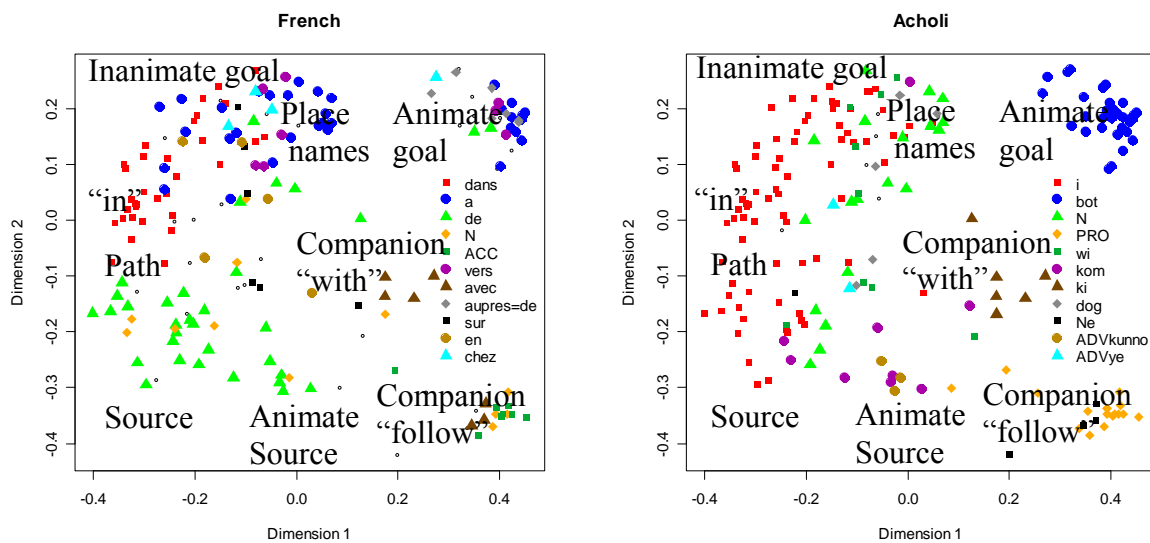 French
Dimension 2
0.2
0.1
0.0
-0.1
-0.2
-0.3
-0.4
-0.4
-0.2
0.0
0.2
0.4
Dimension 1
Inanimate goal
Place
names
Animate
goal
“in”
Path
Companion
“with”
Source
Animate
Source
Companion
“follow”
dans
a
de
N
ACC
vers
avec
aupres=de
sur
en
chez
Acholi
Dimension 2
0.2
0.1
0.0
-0.1
-0.2
-0.3
-0.4
-0.4
-0.2
0.0
0.2
0.4
Dimension 1
Inanimate goal
Place
names
Animate
goal
“in”
Path
Companion
“with”
Source
Animate
Source
Companion
“follow”
i
bot
N
PRO
wi
kom
ki
dog
Ne
ADVkunno
ADVye